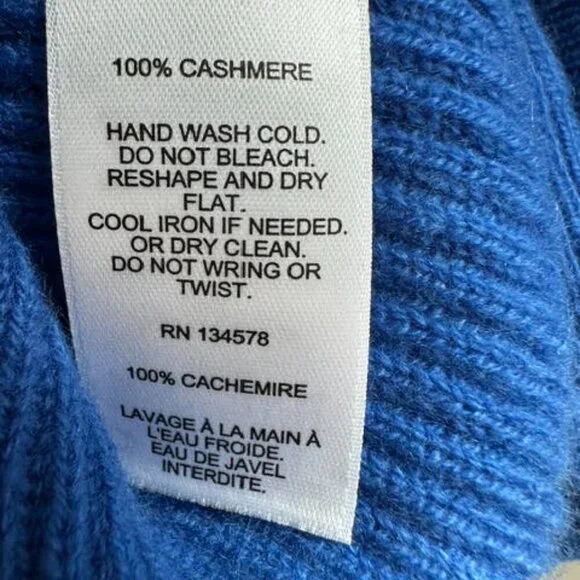 100% CASHMERE
HAND WASH COLD.
DO NOT BLEACH.
RESHAPE AND DRY
FLAT.
COOL IRON IF NEEDED.
OR DRY CLEAN.
DO NOT WRING OR
TWIST.
RN 134578
100% CACHEMIRE
LAVAGE À LA MAIN À
L'EAU FROIDE.
EAU DE JAVEL
INTERDITE.